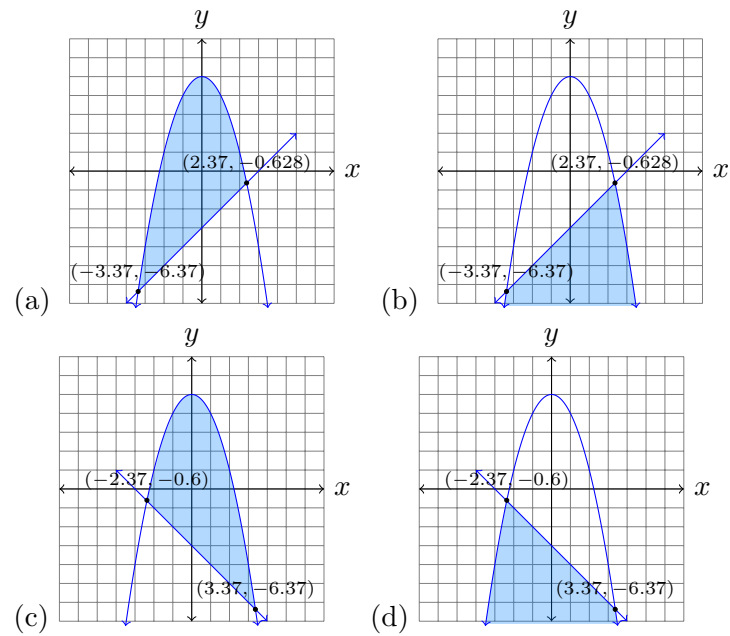 y
x
(2.37, −0.628)
(−3.37, −6.37)
(a)
y
x
(2.37, −0.628)
(−3.37, −6.37)
(b)
y
x
(−2.37, −0.6)
(3.37, −6.37)
(c)
y
x
(−2.37, −0.6)
(3.37, −6.37)
(d)